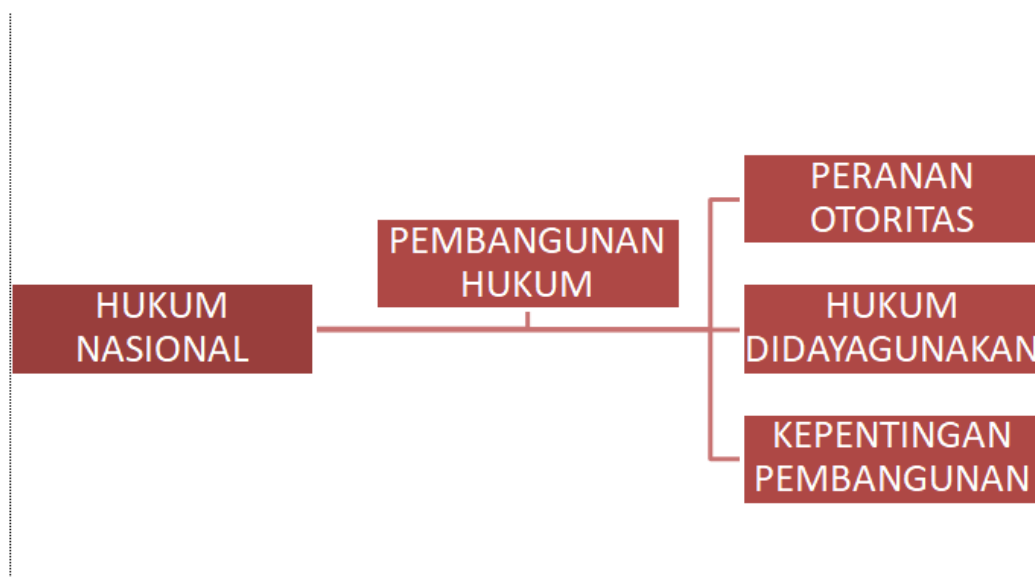 HUKUM
NASIONAL
PEMBANGUNAN
HUKUM
PERANAN
OTORITAS
HUKUM
DIDAYAGUNAKAN
KEPENTINGAN
PEMBANGUNAN